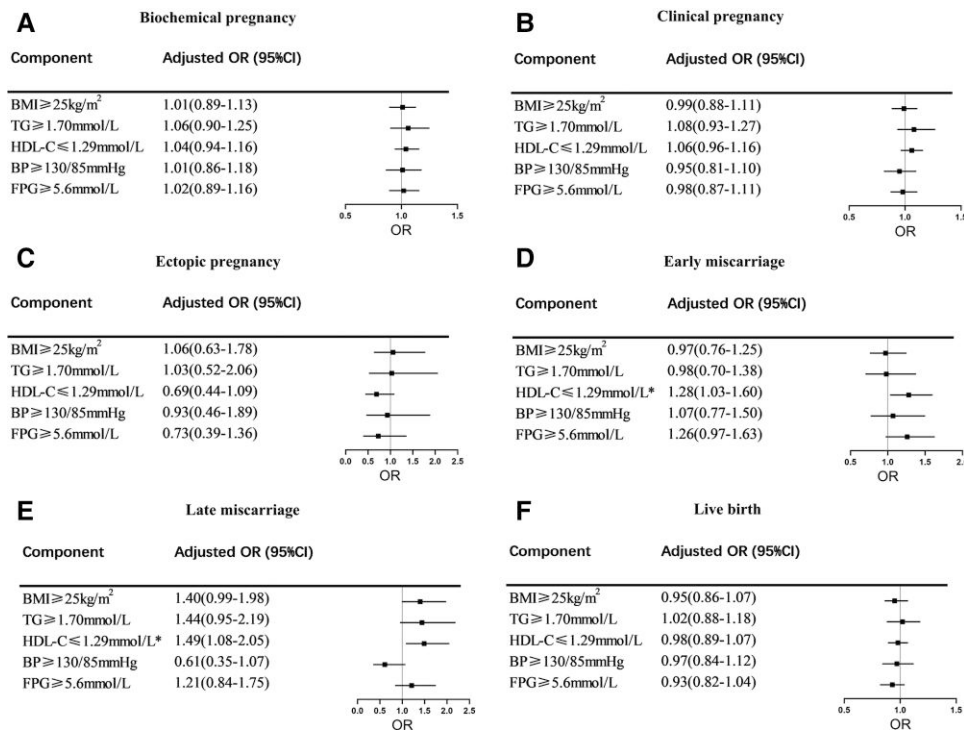 A Biochemical pregnancy
Component Adjusted OR (95%CI)
BMI≥25kg/m² 1.01(0.89-1.13)
TG≥1.70mmol/L 1.06(0.90-1.25)
HDL-C≤1.29mmol/L 1.04(0.94-1.16)
BP≥130/85mmHg 1.01(0.86-1.18)
FPG≥5.6mmol/L 1.02(0.89-1.16)
0.5 1.0 1.5
OR
B Clinical pregnancy
Component Adjusted OR (95%CI)
BMI≥25kg/m² 0.99(0.88-1.11)
TG≥1.70mmol/L 1.08(0.93-1.27)
HDL-C≤1.29mmol/L 1.06(0.96-1.16)
BP≥130/85mmHg 0.95(0.81-1.10)
FPG≥5.6mmol/L 0.98(0.87-1.11)
0.5 1.0 1.5
OR
C Ectopic pregnancy
Component Adjusted OR (95%CI)
BMI≥25kg/m² 1.06(0.63-1.78)
TG≥1.70mmol/L 1.03(0.52-2.06)
HDL-C≤1.29mmol/L 0.69(0.44-1.09)
BP≥130/85mmHg 0.93(0.46-1.89)
FPG≥5.6mmol/L 0.73(0.39-1.36)
0.0 0.5 1.0 1.5 2.0 2.5
OR
D Early miscarriage
Component Adjusted OR (95%CI)
BMI≥25kg/m² 0.97(0.76-1.25)
TG≥1.70mmol/L 0.98(0.70-1.38)
HDL-C≤1.29mmol/L* 1.28(1.03-1.60)
BP≥130/85mmHg 1.07(0.77-1.50)
FPG≥5.6mmol/L 1.26(0.97-1.63)
0.5 1.0 1.5 2.0
OR
E Late miscarriage
Component Adjusted OR (95%CI)
BMI≥25kg/m² 1.40(0.99-1.98)
TG≥1.70mmol/L 1.44(0.95-2.19)
HDL-C≤1.29mmol/L* 1.49(1.08-2.05)
BP≥130/85mmHg 0.61(0.35-1.07)
FPG≥5.6mmol/L 1.21(0.84-1.75)
0.0 0.5 1.0 1.5 2.0 2.5
OR
F Live birth
Component Adjusted OR (95%CI)
BMI≥25kg/m² 0.95(0.86-1.07)
TG≥1.70mmol/L 1.02(0.88-1.18)
HDL-C≤1.29mmol/L 0.98(0.89-1.07)
BP≥130/85mmHg 0.97(0.84-1.12)
FPG≥5.6mmol/L 0.93(0.82-1.04)
0.5 1.0 1.5
OR